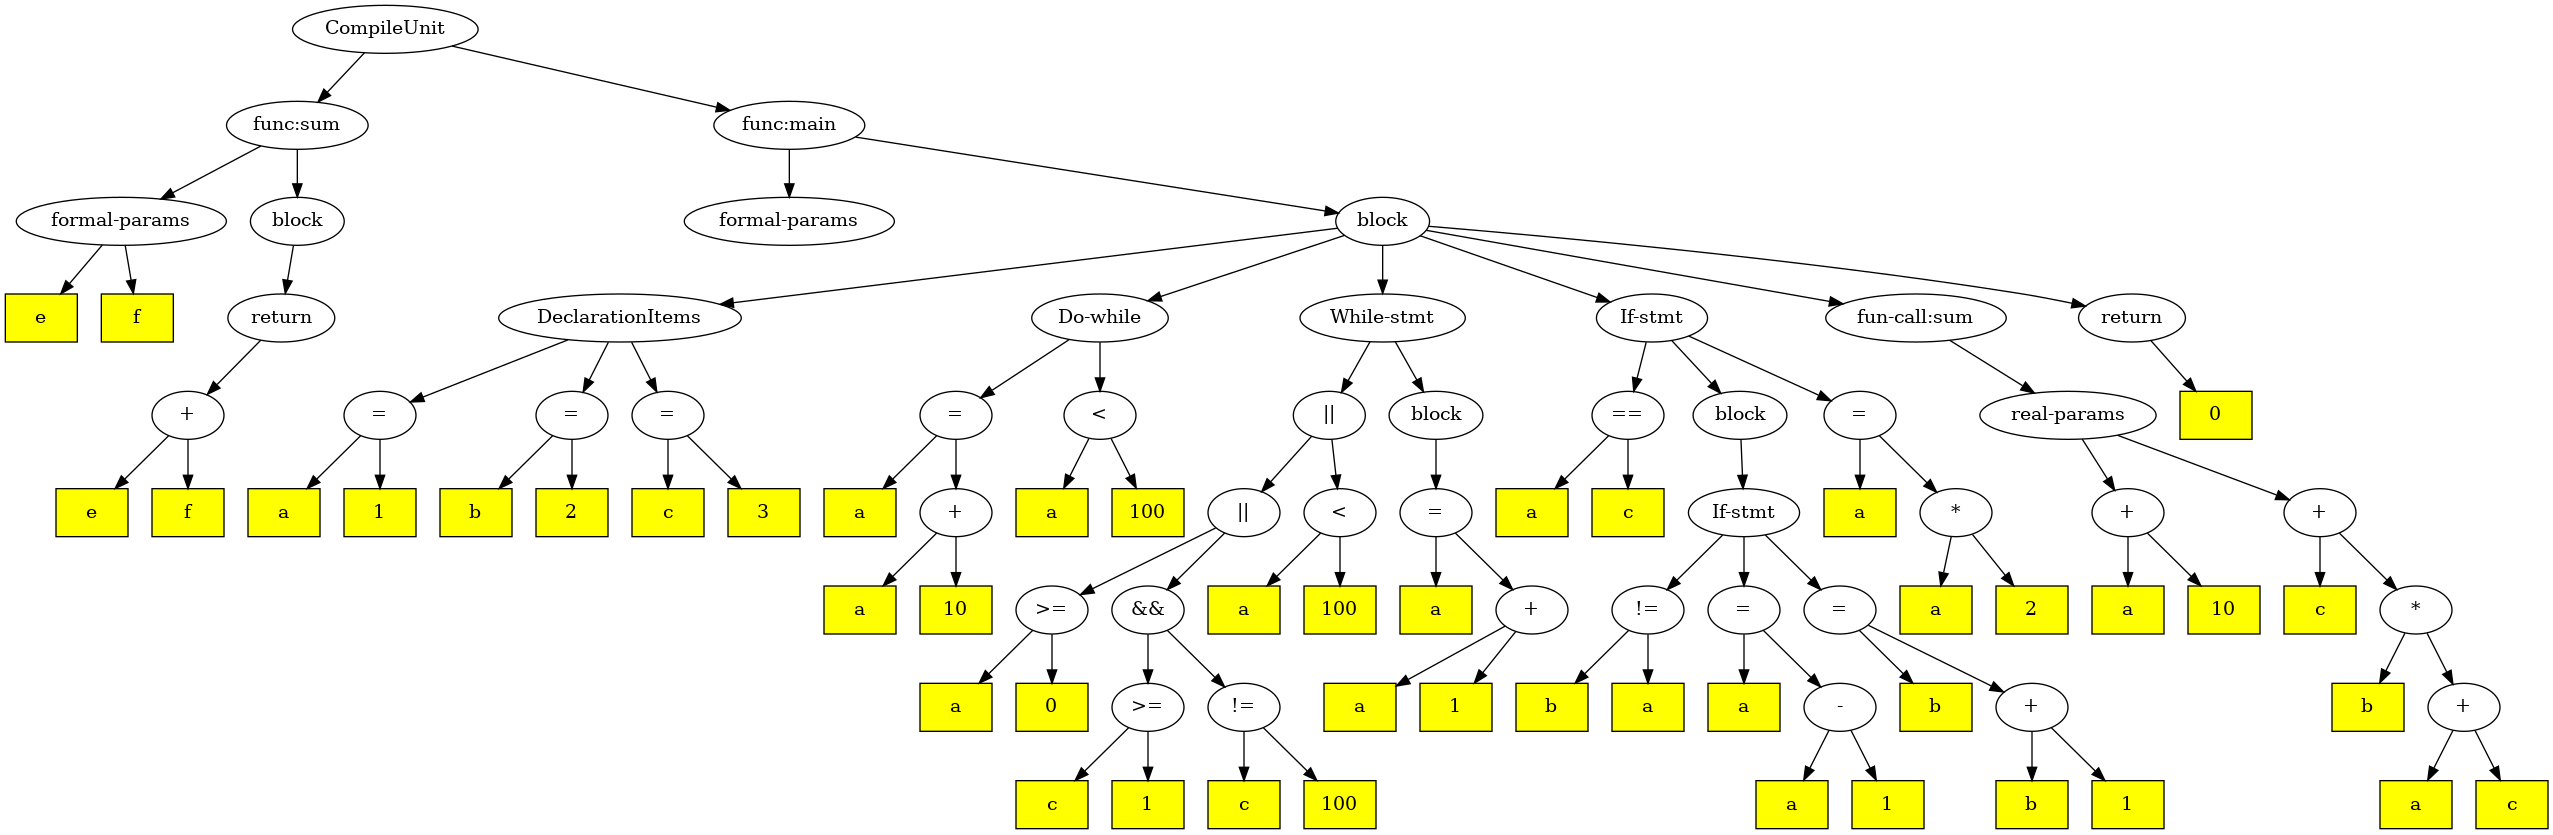 CompileUnit
func:sum func:main
formal-params block formal-params block
e f return DeclarationItems Do-while While-stmt If-stmt fun-call:sum return
+ = = = = < || block == block = real-params 0
e f a 1 b 2 c 3 a + a 100 || < = a c If-stmt a * + +
a 10 >= && a 100 a + != = = a 2 a 10 c *
a 0 >= != a 1 b a a - b + b +
c 1 c 100 a 1 b 1 a c